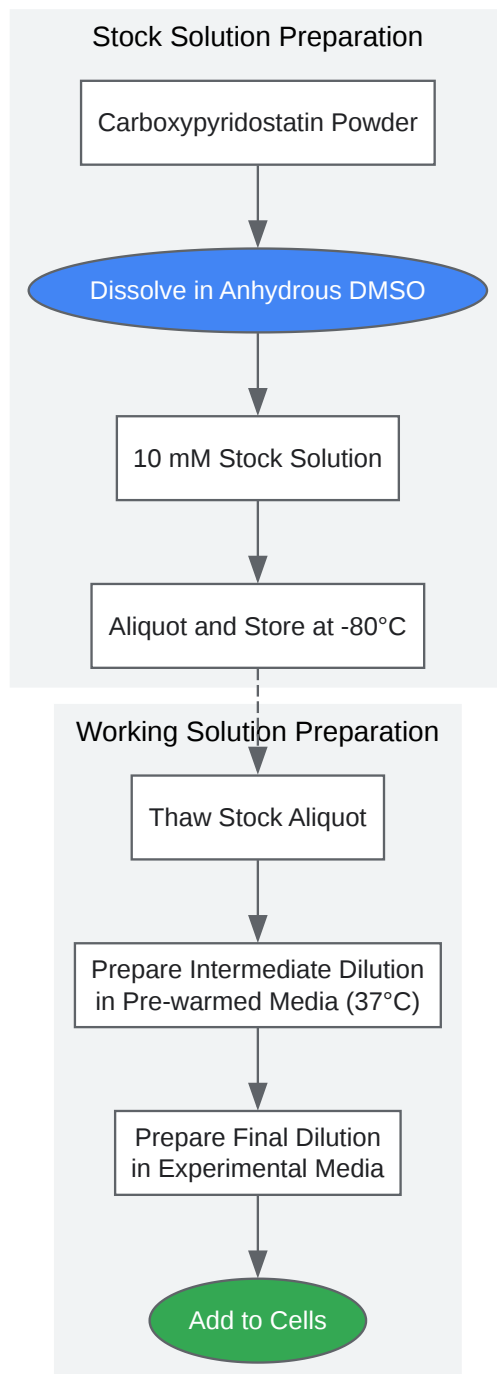 Stock Solution Preparation
Carboxypyridostatin Powder
Dissolve in Anhydrous DMSO
10 mM Stock Solution
Aliquot and Store at -80°C
Working Solution Preparation
Thaw Stock Aliquot
Prepare Intermediate Dilution
in Pre-warmed Media (37°C)
Prepare Final Dilution
in Experimental Media
Add to Cells